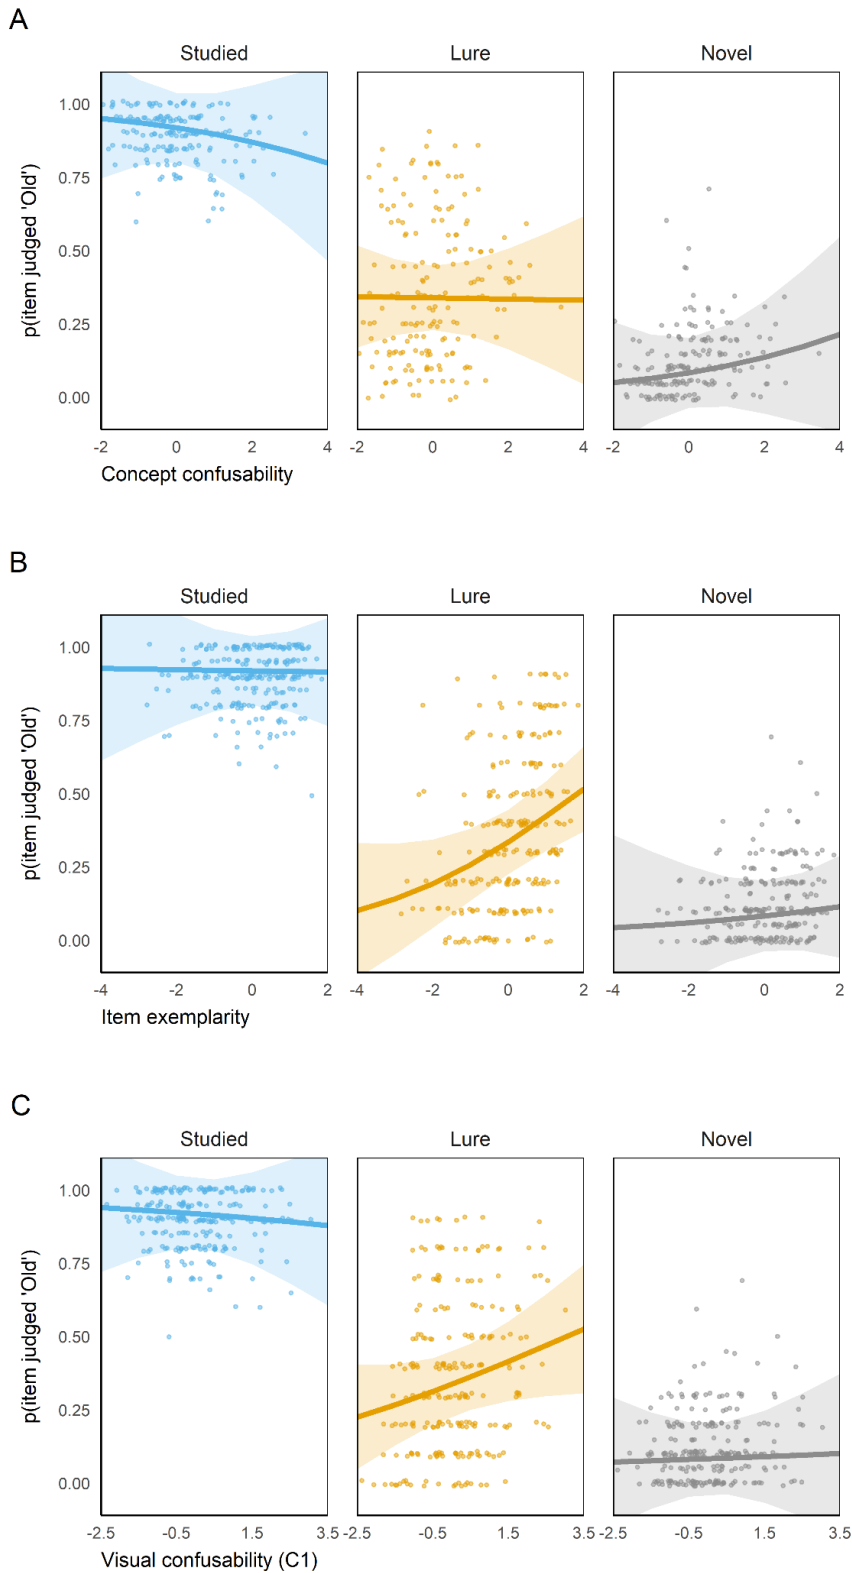 A
Studied Lure Novel
p(item judged 'Old')
1.00
0.75
0.50
0.25
0.00
-2 0 2 4 -2 0 2 4 -2 0 2 4
Concept confusability
B
Studied Lure Novel
p(item judged 'Old')
1.00
0.75
0.50
0.25
0.00
-4 -2 0 2 -4 -2 0 2 -4 -2 0 2
Item exemplarity
C
Studied Lure Novel
p(item judged 'Old')
1.00
0.75
0.50
0.25
0.00
-2.5 -0.5 1.5 3.5 -2.5 -0.5 1.5 3.5 -2.5 -0.5 1.5 3.5
Visual confusability (C1)